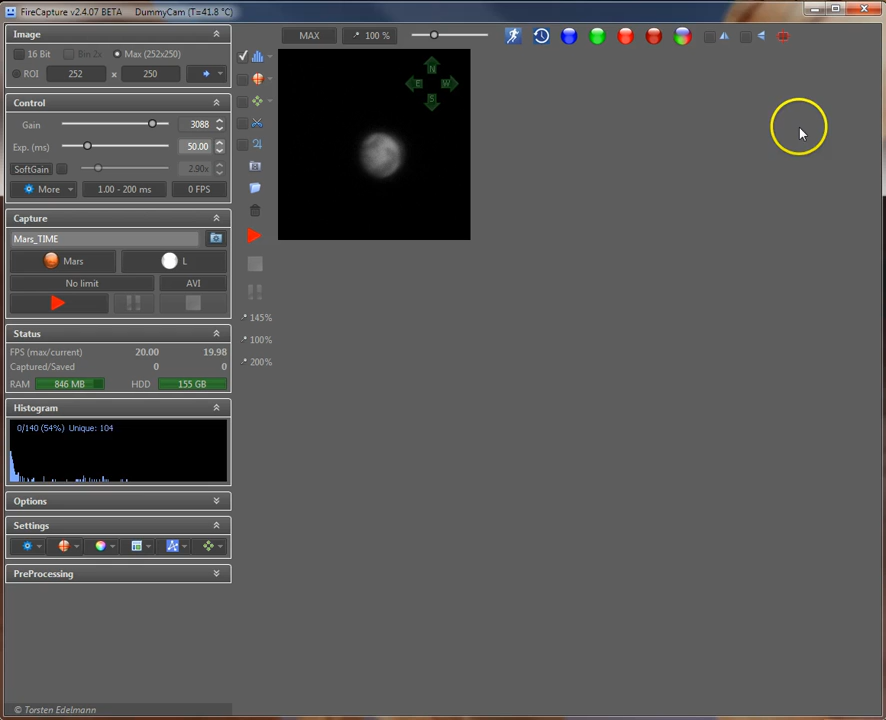 FireCapture v2.4.07 BETA DummyCam (T=41.8 °C)
Image
16 Bit Bin 2x Max (252x250)
ROI 252 x 250
Control
Gain 3088
Exp. (ms) 50.00
SoftGain 2.90x
More 1.00 - 200 ms 0 FPS
Capture
Mars_TIME
Mars L
No limit AVI
Status
FPS (max/current) 20.00 19.98
Captured/Saved 0 0
RAM 846 MB HDD 155 GB
Histogram
0/140 (54%) Unique: 104
Options
Settings
PreProcessing
© Torsten Edelmann
MAX 100 %
N
E W
S
145%
100%
200%